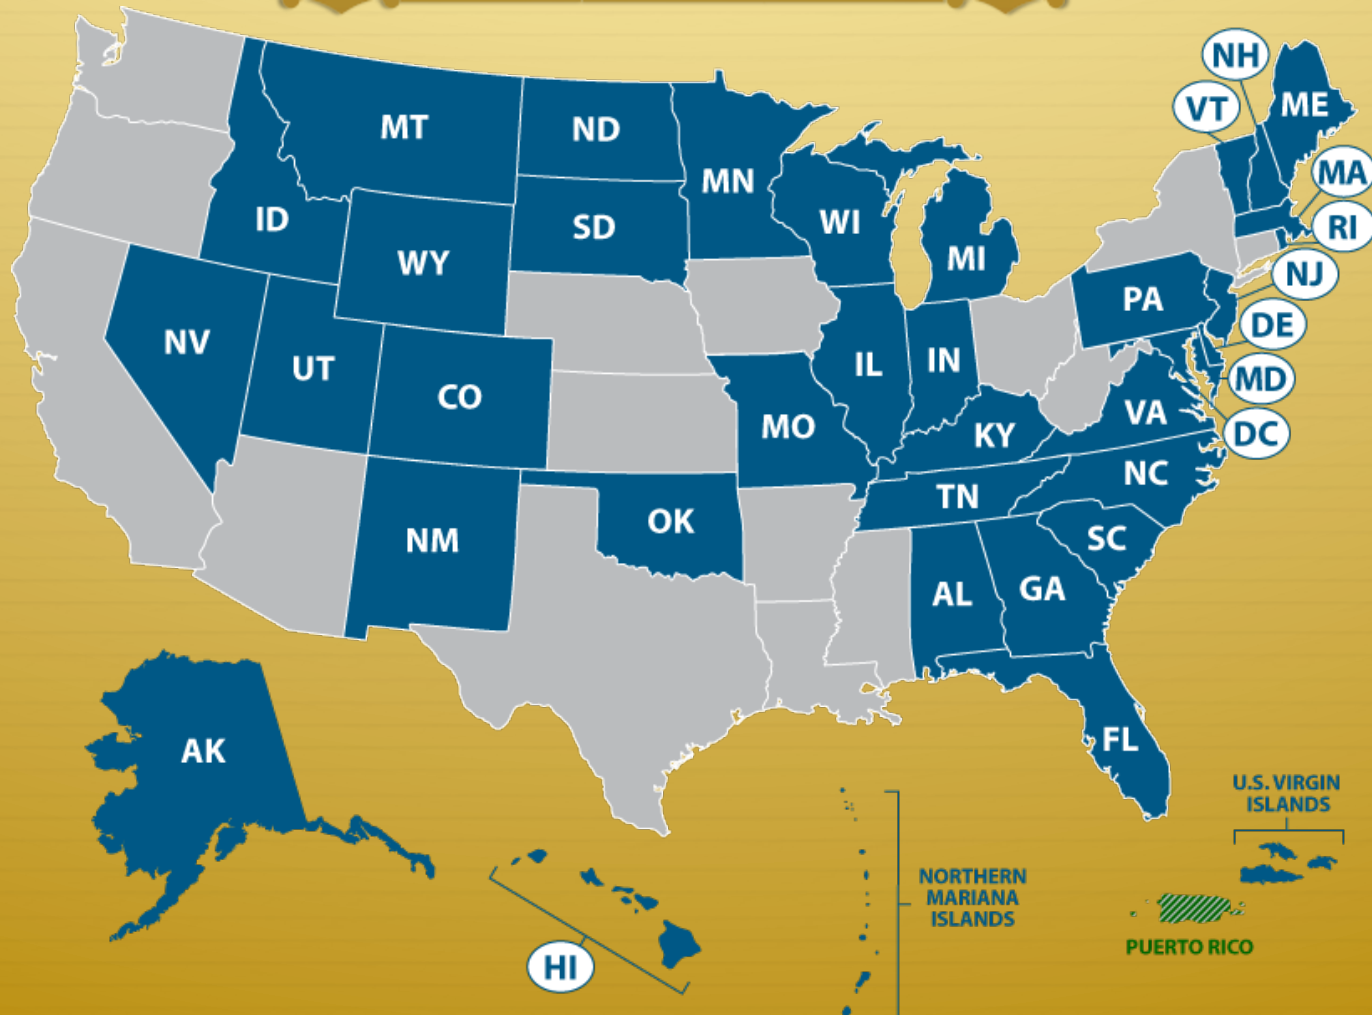 NH
VT
ME
MT
ND
MN
MA
ID
SD
WI
RI
WY
MI
NJ
PA
DE
NV
UT
IL
IN
MD
CO
MO
KY
VA
DC
TN
NC
NM
OK
SC
AL
GA
AK
FL
U.S. VIRGIN
ISLANDS
NORTHERN
MARIANA
ISLANDS
PUERTO RICO
HI